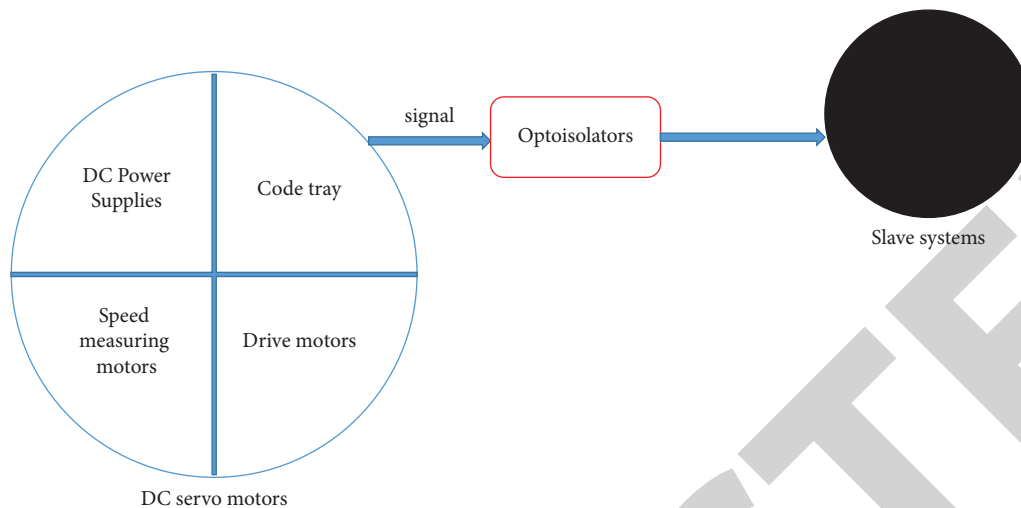 DC Power
Supplies
Code tray
Speed
measuring
motors
Drive motors
DC servo motors
signal
Optoisolators
Slave systems